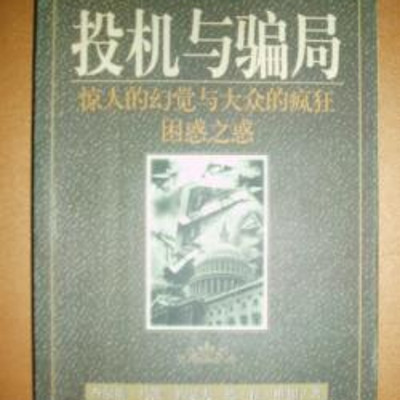 投机与骗局
惊人的幻觉与大众的疯狂
困惑之惑